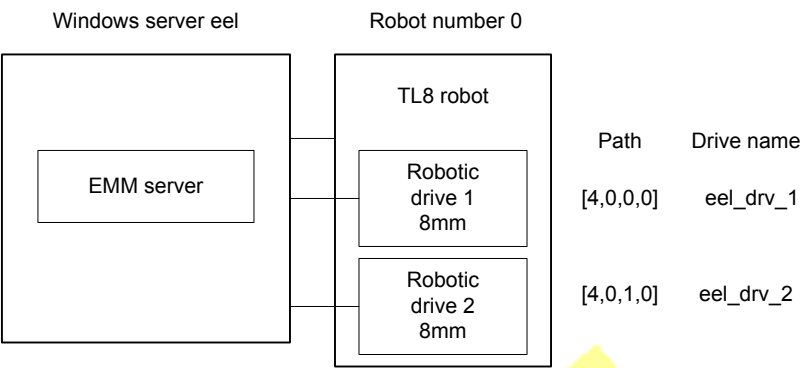 Windows server eel
Robot number 0
TL8 robot
Path
Drive name
EMM server
Robotic
drive 1
8mm
[4,0,0,0]
eel_drv_1
Robotic
drive 2
8mm
[4,0,1,0]
eel_drv_2